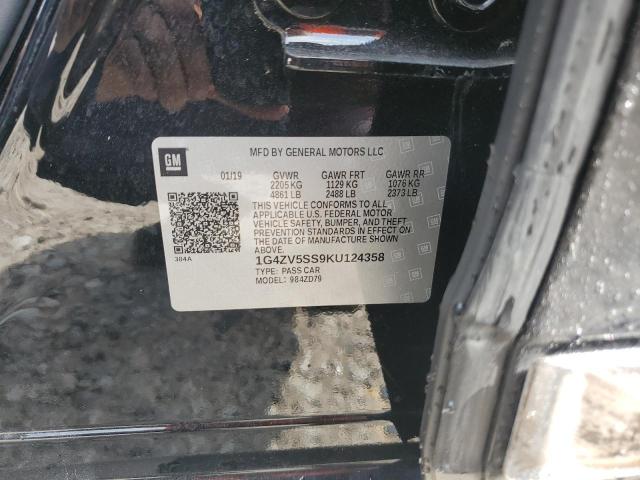 GM
MFD BY GENERAL MOTORS LLC
01/19 GVWR GAWR FRT GAWR RR
2205 KG 1129 KG 1076 KG
4861 LB 2488 LB 2373 LB
THIS VEHICLE CONFORMS TO ALL
APPLICABLE U.S. FEDERAL MOTOR
VEHICLE SAFETY, BUMPER, AND THEFT
PREVENTION STANDARDS IN EFFECT ON
THE DATE OF MANUFACTURE SHOWN
ABOVE.
384A
1G4ZV5SS9KU124358
TYPE: PASS CAR
MODEL: 984ZD79